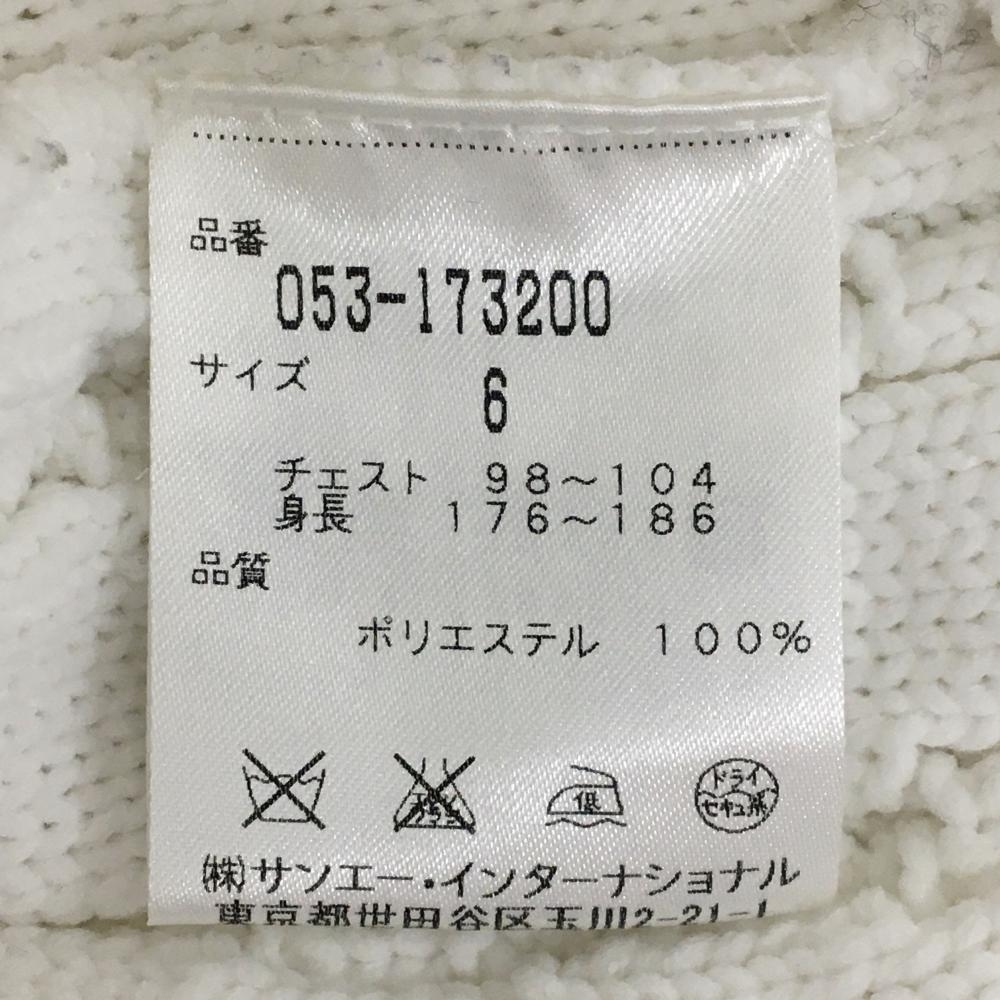 品番
053-173200
サイズ
6
チェスト 98~104
身長 176~186
品質
ポリエステル 100%
低
ドライ
セキユ系
㈱サンエー・インターナショナル
東京都世田谷区玉川2-21-1